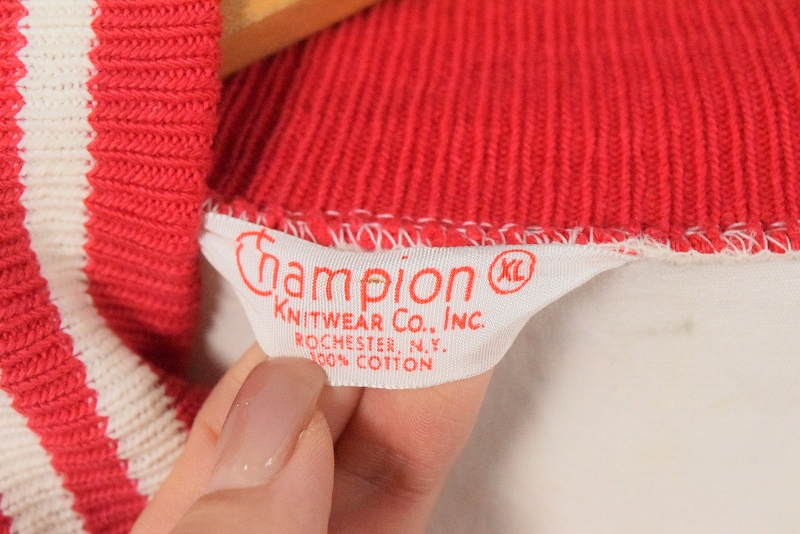 Champion XL
KNITWEAR CO., INC.
ROCHESTER, N.Y.
100% COTTON